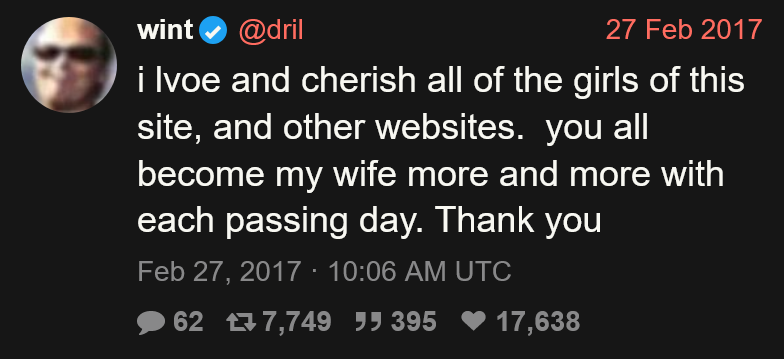 wint @dril 27 Feb 2017
i lvoe and cherish all of the girls of this
site, and other websites.  you all
become my wife more and more with
each passing day. Thank you
Feb 27, 2017 · 10:06 AM UTC
62 7,749 395 17,638